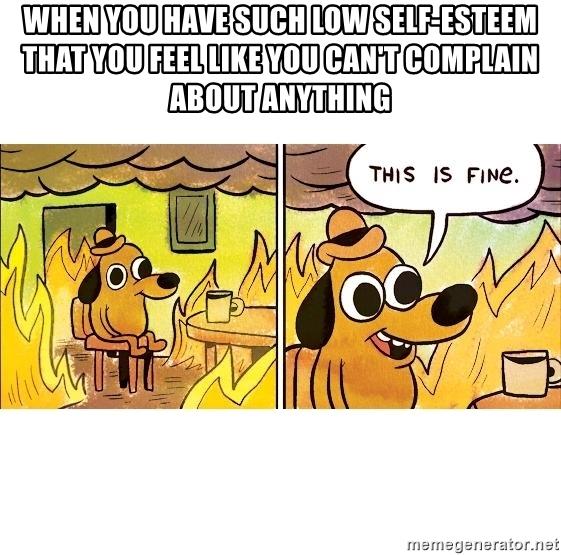 WHEN YOU HAVE SUCH LOW SELF-ESTEEM
THAT YOU FEEL LIKE YOU CAN'T COMPLAIN
ABOUT ANYTHING
THIS IS FINe.
memegenerator.net